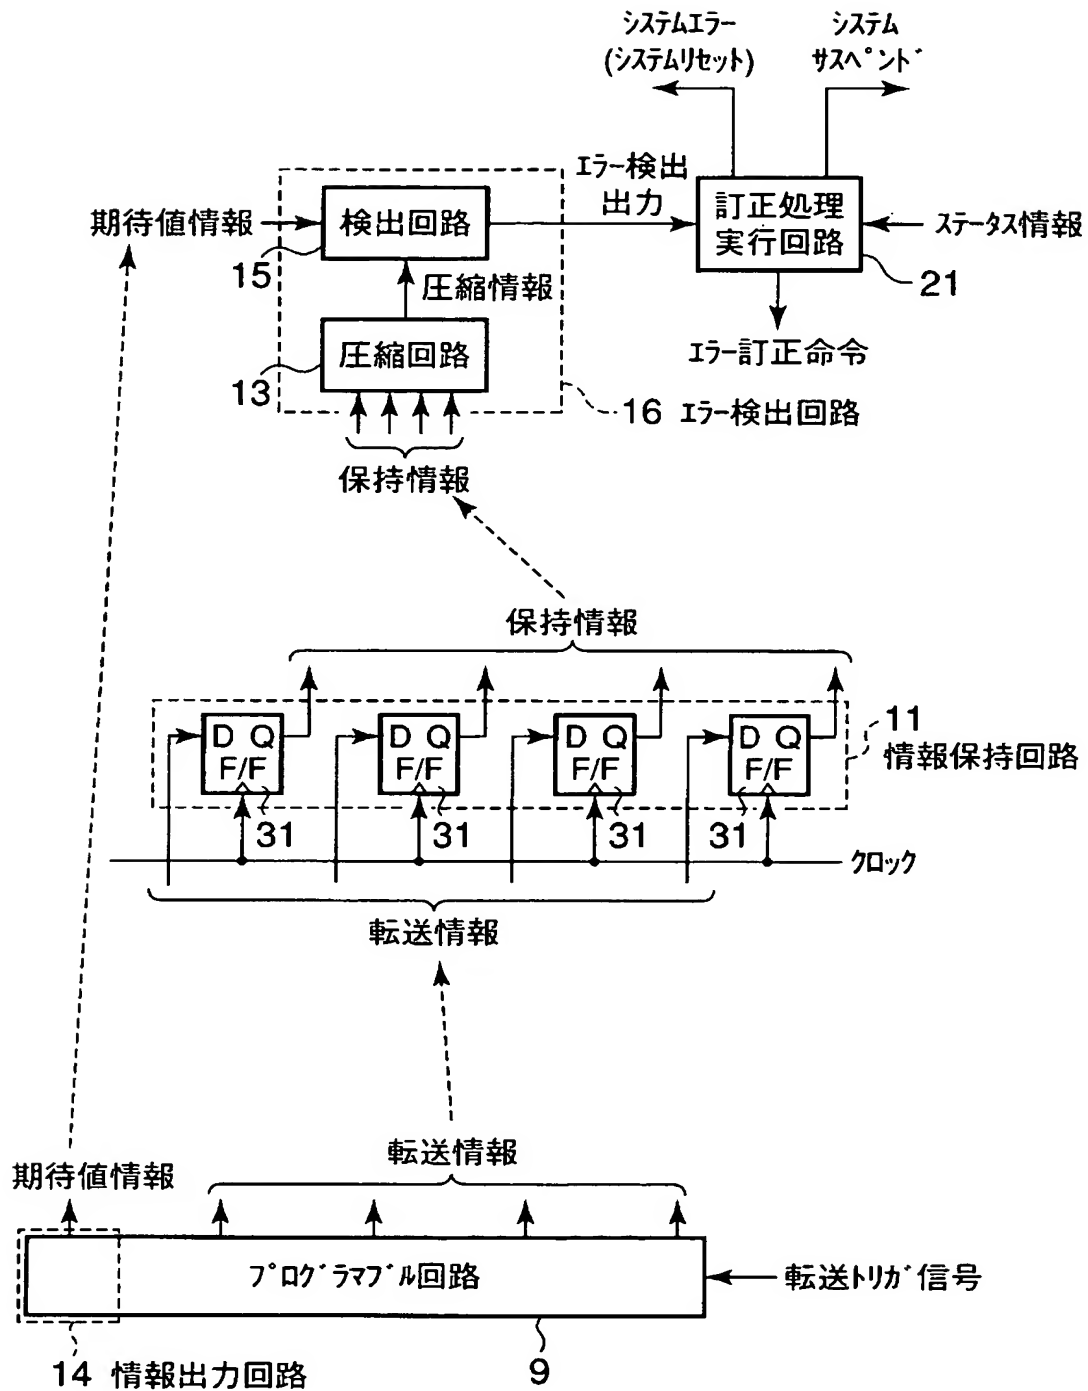 ｼｽﾃﾑｴﾗｰ
(ｼｽﾃﾑﾘｾｯﾄ)
ｼｽﾃﾑ
ｻｽﾍﾟﾝﾄﾞ
ｴﾗｰ検出
出力
期待値情報
検出回路
訂正処理
実行回路
ｽﾃｰﾀｽ情報
15
21
圧縮情報
圧縮回路
ｴﾗｰ訂正命令
13
16 ｴﾗｰ検出回路
保持情報
保持情報
D Q
F/F
D Q
F/F
D Q
F/F
D Q
F/F
11
情報保持回路
31
31
31
31
ｸﾛｯｸ
転送情報
転送情報
期待値情報
ﾌﾟﾛｸﾞﾗﾏﾌﾞﾙ回路
転送ﾄﾘｶﾞ信号
14 情報出力回路
9